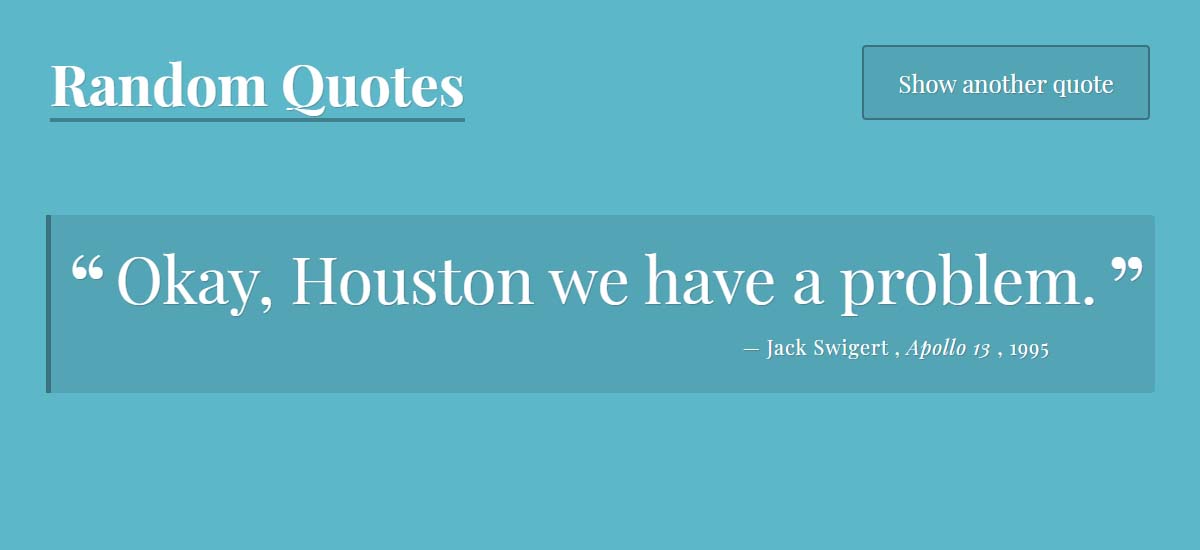 Random Quotes
Show another quote
“ Okay, Houston we have a problem. ”
— Jack Swigert , Apollo 13 , 1995